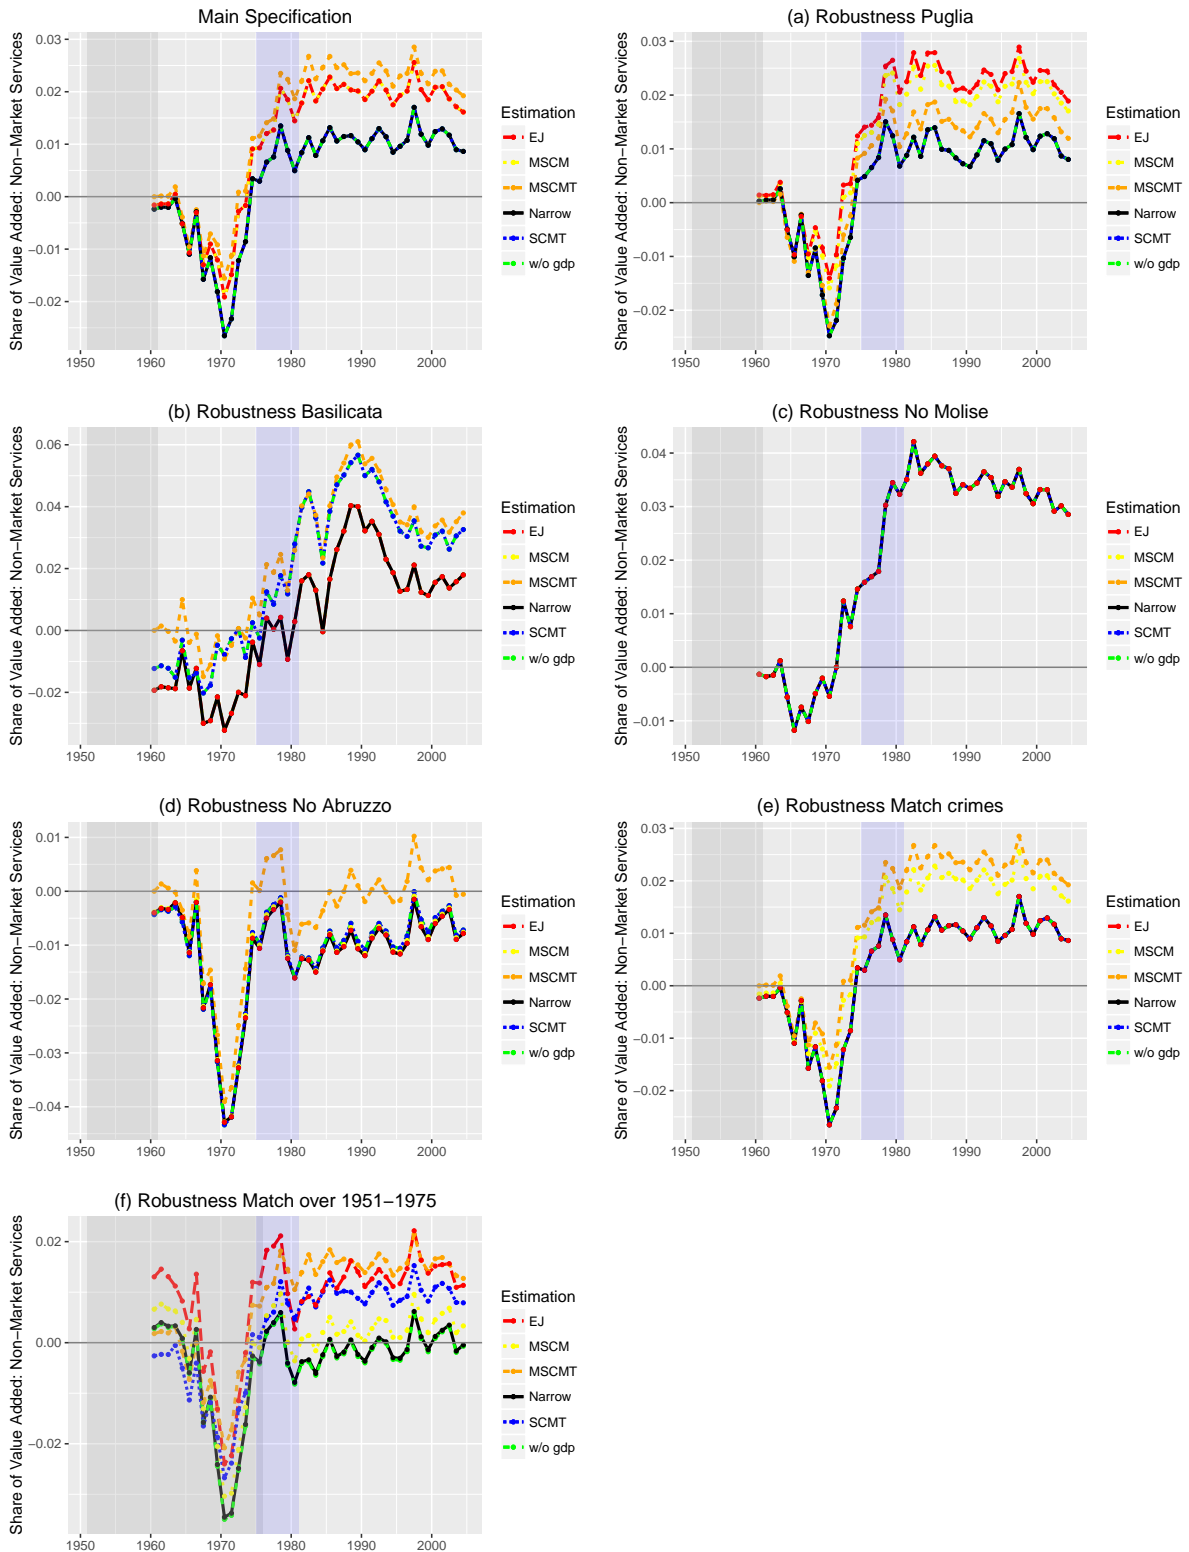 Main Specification
Share of Value Added: Non−Market Services
0.03
0.02
0.01
0.00
−0.01
−0.02
1950
1960
1970
1980
1990
2000
Estimation
EJ
MSCM
MSCMT
Narrow
SCMT
w/o gdp
(a) Robustness Puglia
Share of Value Added: Non−Market Services
0.03
0.02
0.01
0.00
−0.01
−0.02
1950
1960
1970
1980
1990
2000
Estimation
EJ
MSCM
MSCMT
Narrow
SCMT
w/o gdp
(b) Robustness Basilicata
Share of Value Added: Non−Market Services
0.06
0.04
0.02
0.00
−0.02
1950
1960
1970
1980
1990
2000
Estimation
EJ
MSCM
MSCMT
Narrow
SCMT
w/o gdp
(c) Robustness No Molise
Share of Value Added: Non−Market Services
0.04
0.03
0.02
0.01
0.00
−0.01
1950
1960
1970
1980
1990
2000
Estimation
EJ
MSCM
MSCMT
Narrow
SCMT
w/o gdp
(d) Robustness No Abruzzo
Share of Value Added: Non−Market Services
0.01
0.00
−0.01
−0.02
−0.03
−0.04
1950
1960
1970
1980
1990
2000
Estimation
EJ
MSCM
MSCMT
Narrow
SCMT
w/o gdp
(e) Robustness Match crimes
Share of Value Added: Non−Market Services
0.03
0.02
0.01
0.00
−0.01
−0.02
1950
1960
1970
1980
1990
2000
Estimation
EJ
MSCM
MSCMT
Narrow
SCMT
w/o gdp
(f) Robustness Match over 1951−1975
Share of Value Added: Non−Market Services
0.02
0.00
−0.02
1950
1960
1970
1980
1990
2000
Estimation
EJ
MSCM
MSCMT
Narrow
SCMT
w/o gdp